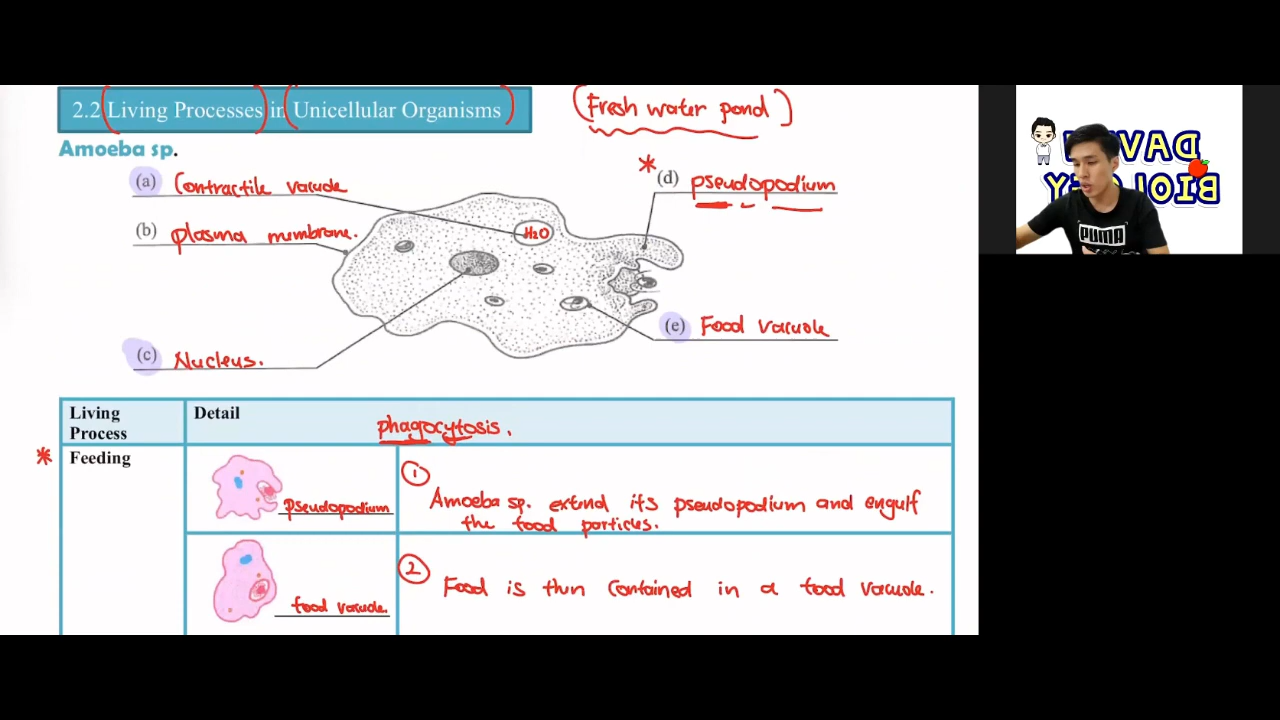 2.2 Living Processes in Unicellular Organisms
(Fresh water pond)
Amoeba sp.
(a) Contractile vacuole
* (d) pseudopodium
(b) plasma membrane.
H2O
(e) Food vacuole
(c) Nucleus.
Living Process
Detail
phagocytosis.
* Feeding
pseudopodium
1 Amoeba sp. extend its pseudopodium and engulf
the food particles.
food vacuole.
2 Food is then contained in a food vacuole.
BIOLOGY
PUMA